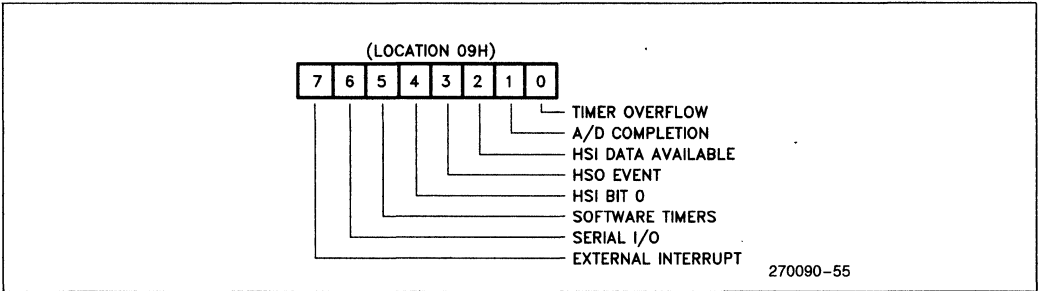 (LOCATION 09H)
7 6 5 4 3 2 1 0
TIMER OVERFLOW
A/D COMPLETION
HSI DATA AVAILABLE
HSO EVENT
HSI BIT 0
SOFTWARE TIMERS
SERIAL I/O
EXTERNAL INTERRUPT
270090-55